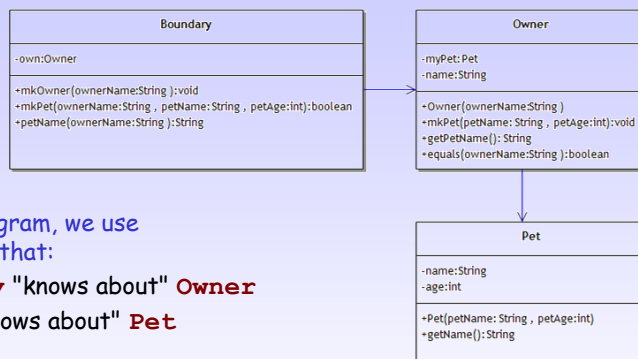 Boundary
-own:Owner
+mkOwner(ownerName:String ):void
+mkPet(ownerName:String , petName:String , petAge:int):boolean
+petName(ownerName:String ):String
Owner
-myPet: Pet
-name:String
+Owner(ownerName:String )
+mkPet(petName: String , petAge:int):void
+getPetName(): String
+equals(ownerName:String ):boolean
gram, we use
that:
"knows about" Owner
ows about" Pet
Pet
-name:String
-age:int
+Pet(petName: String , petAge:int)
+getName(): String